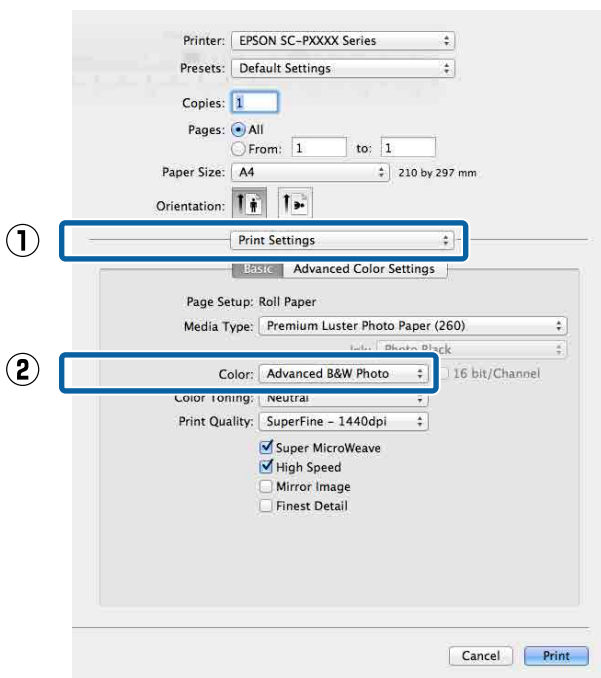 Printer: EPSON SC-PXXXX Series
Presets: Default Settings
Copies: 1
Pages: All
From: 1 to: 1
Paper Size: A4 210 by 297 mm
Orientation:
1
Print Settings
Basic Advanced Color Settings
Page Setup: Roll Paper
Media Type: Premium Luster Photo Paper (260)
Ink: Photo Black
2
Color: Advanced B&W Photo 16 bit/Channel
Color Toning: Neutral
Print Quality: SuperFine - 1440dpi
Super MicroWeave
High Speed
Mirror Image
Finest Detail
Cancel Print